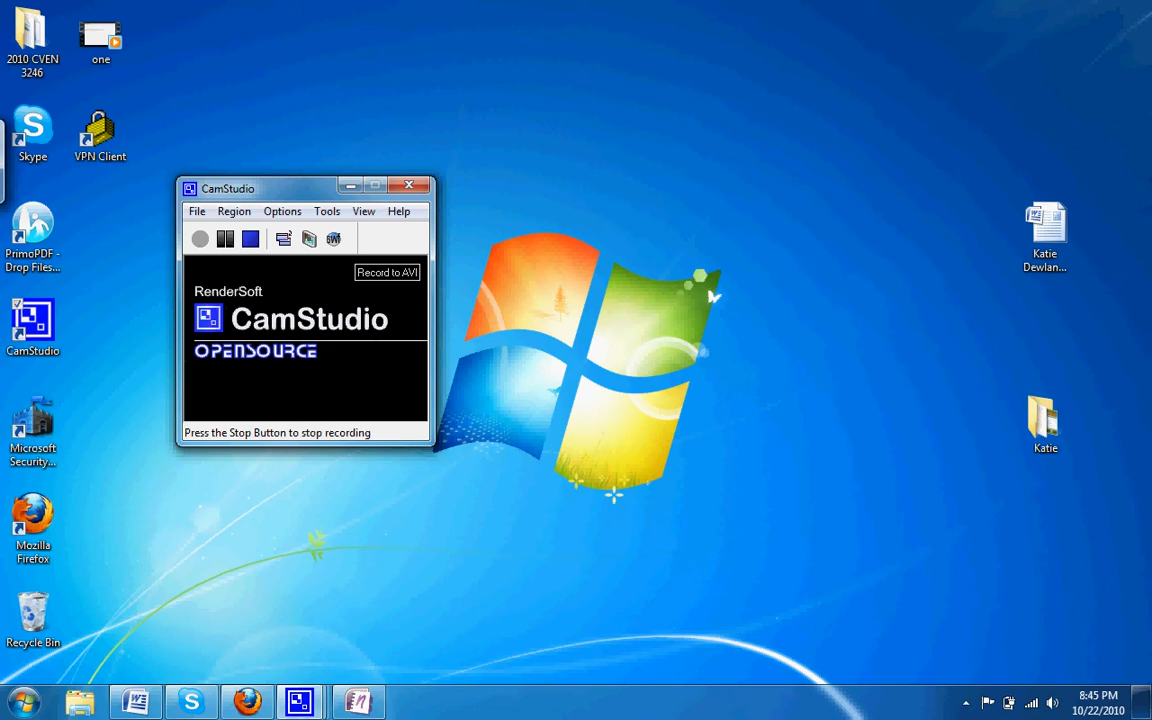 2010 CVEN
3246
one
Skype
VPN Client
PrimoPDF -
Drop Files...
CamStudio
Microsoft
Security...
Mozilla
Firefox
Recycle Bin
CamStudio
File Region Options Tools View Help
SWF
Record to AVI
RenderSoft
CamStudio
OPENSOURCE
Press the Stop Button to stop recording
Katie
Dewlan...
Katie
8:45 PM
10/22/2010